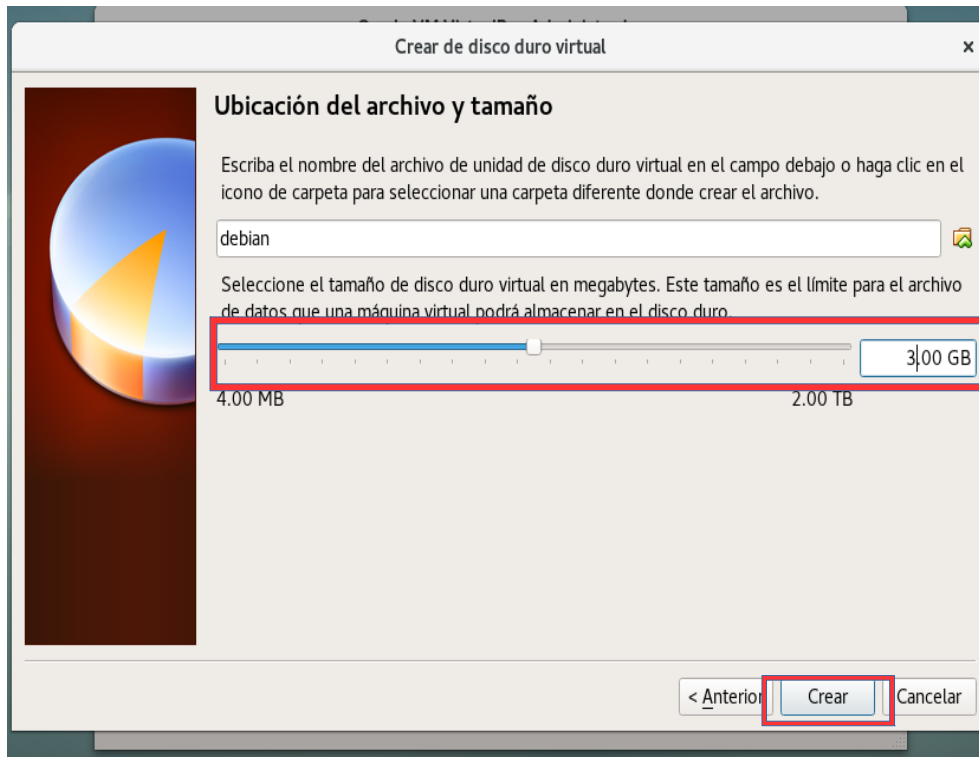 Crear de disco duro virtual
Ubicación del archivo y tamaño
Escriba el nombre del archivo de unidad de disco duro virtual en el campo debajo o haga clic en el
icono de carpeta para seleccionar una carpeta diferente donde crear el archivo.
debian
Seleccione el tamaño de disco duro virtual en megabytes. Este tamaño es el límite para el archivo
de datos que una máquina virtual podrá almacenar en el disco duro.
3.00 GB
4.00 MB 2.00 TB
< Anterior Crear Cancelar